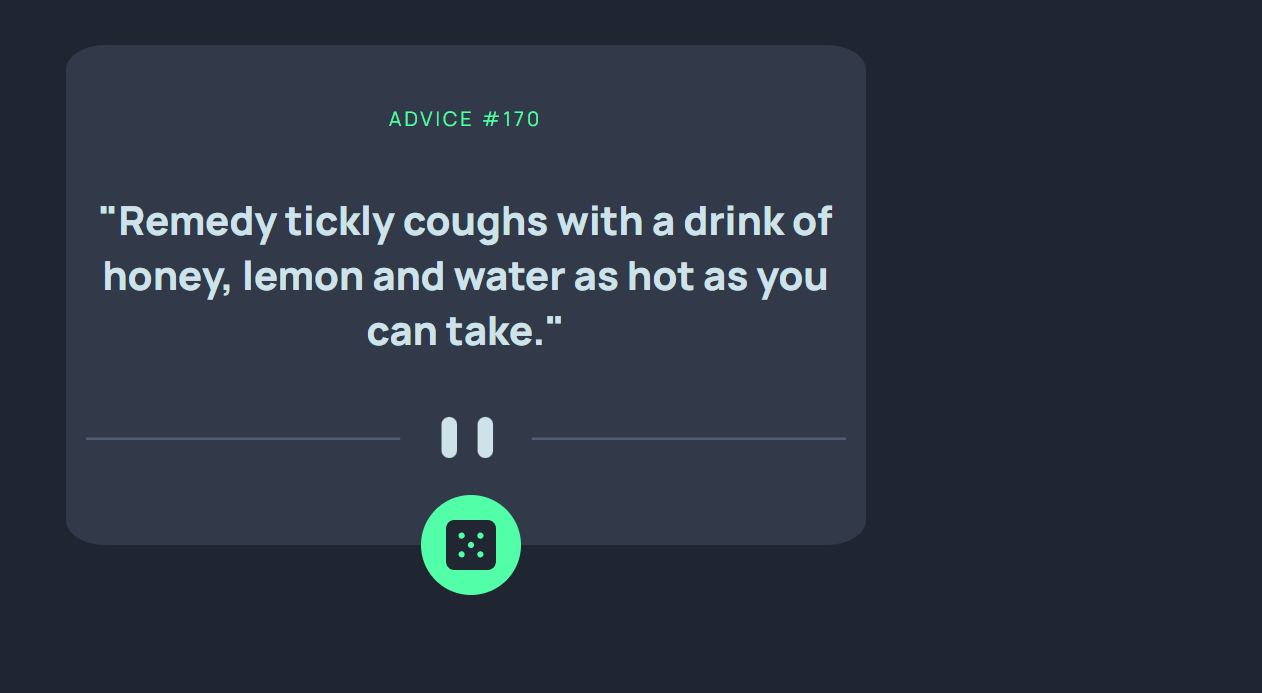 ADVICE #170
"Remedy tickly coughs with a drink of
honey, lemon and water as hot as you
can take."